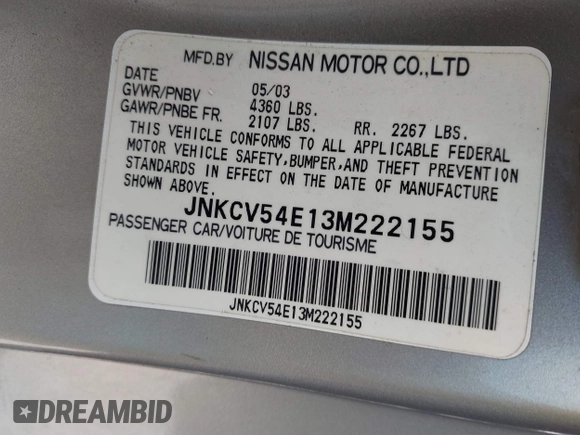 MFD.BY NISSAN MOTOR CO.,LTD
DATE 05/03
GVWR/PNBV 4360 LBS.
GAWR/PNBE FR. 2107 LBS. RR. 2267 LBS.
THIS VEHICLE CONFORMS TO ALL APPLICABLE FEDERAL
MOTOR VEHICLE SAFETY,BUMPER,AND THEFT PREVENTION
STANDARDS IN EFFECT ON THE DATE OF MANUFACTURE
SHOWN ABOVE.
JNKCV54E13M222155
PASSENGER CAR/VOITURE DE TOURISME
JNKCV54E13M222155
DREAMBID